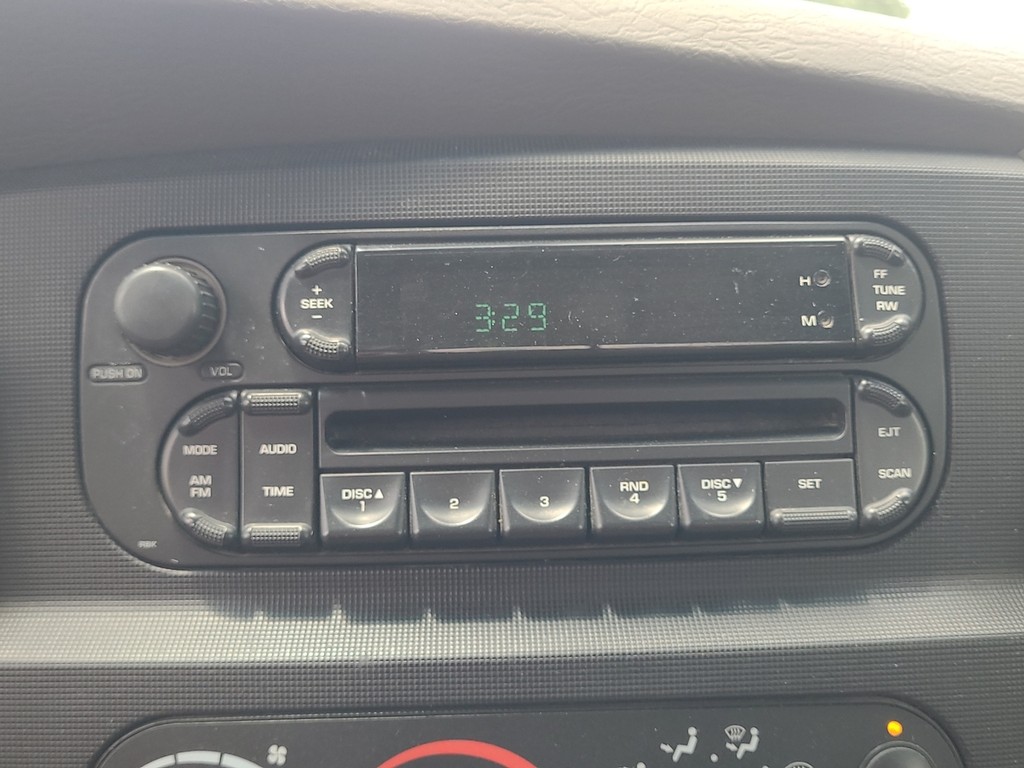 +
SEEK
-
3:29
H
M
FF
TUNE
RW
PUSH ON
VOL
MODE
AM
FM
AUDIO
TIME
DISC▲
1
2
3
RND
4
DISC▼
5
SET
EJT
SCAN